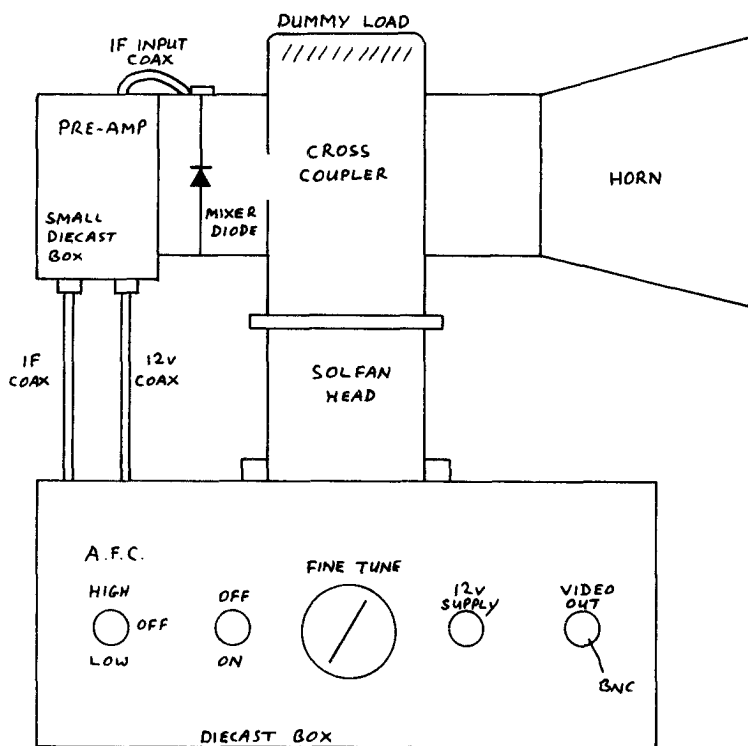 DUMMY LOAD
IF INPUT
COAX
PRE-AMP
CROSS
COUPLER
HORN
SMALL
DIECAST
BOX
MIXER
DIODE
IF
COAX
12V
COAX
SOLFAN
HEAD
A.F.C.
HIGH
OFF
LOW
OFF
ON
FINE TUNE
12V
SUPPLY
VIDEO
OUT
BNC
DIECAST BOX